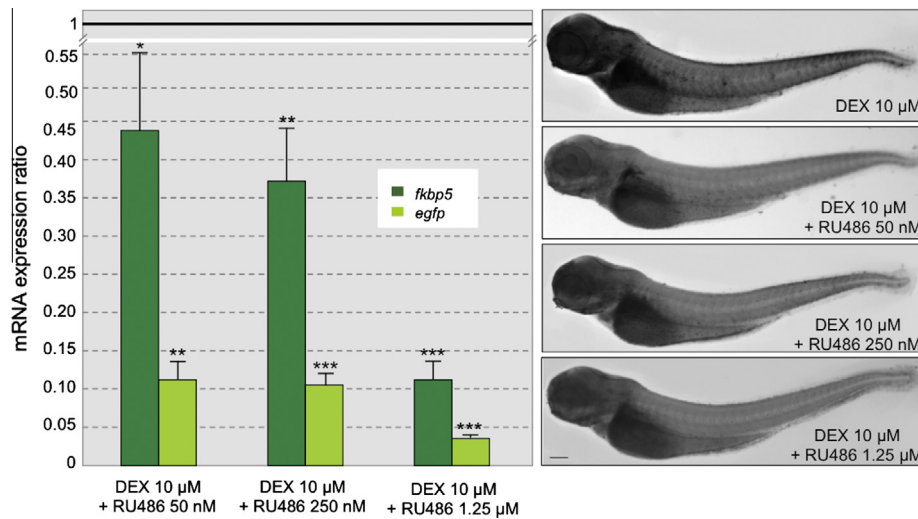 mRNA expression ratio
1
0.55
0.50
0.45
0.40
0.35
0.30
0.25
0.20
0.15
0.10
0.05
0
*
**
**
***
***
***
fkbp5
egfp
DEX 10 µM
+ RU486 50 nM
DEX 10 µM
+ RU486 250 nM
DEX 10 µM
+ RU486 1.25 µM
DEX 10 µM
DEX 10 µM
+ RU486 50 nM
DEX 10 µM
+ RU486 250 nM
DEX 10 µM
+ RU486 1.25 µM